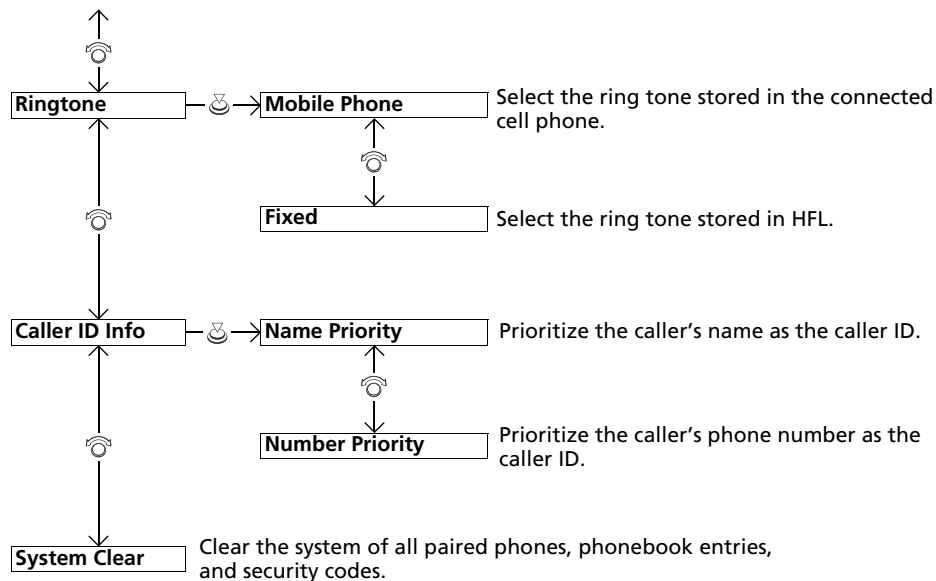 Ringtone
Mobile Phone
Select the ring tone stored in the connected
cell phone.
Fixed
Select the ring tone stored in HFL.
Caller ID Info
Name Priority
Prioritize the caller’s name as the caller ID.
Number Priority
Prioritize the caller’s phone number as the
caller ID.
System Clear
Clear the system of all paired phones, phonebook entries,
and security codes.